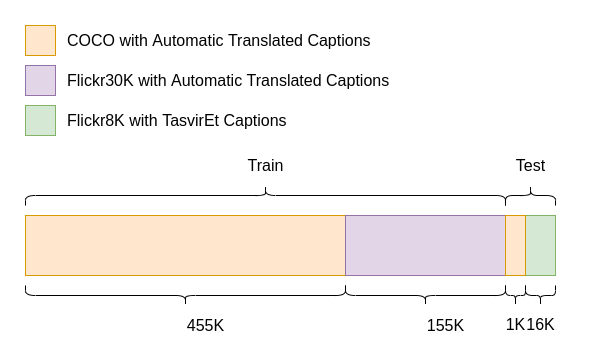 COCO with Automatic Translated Captions
Flickr30K with Automatic Translated Captions
Flickr8K with TasvirEt Captions
Train Test
455K 155K 1K 16K